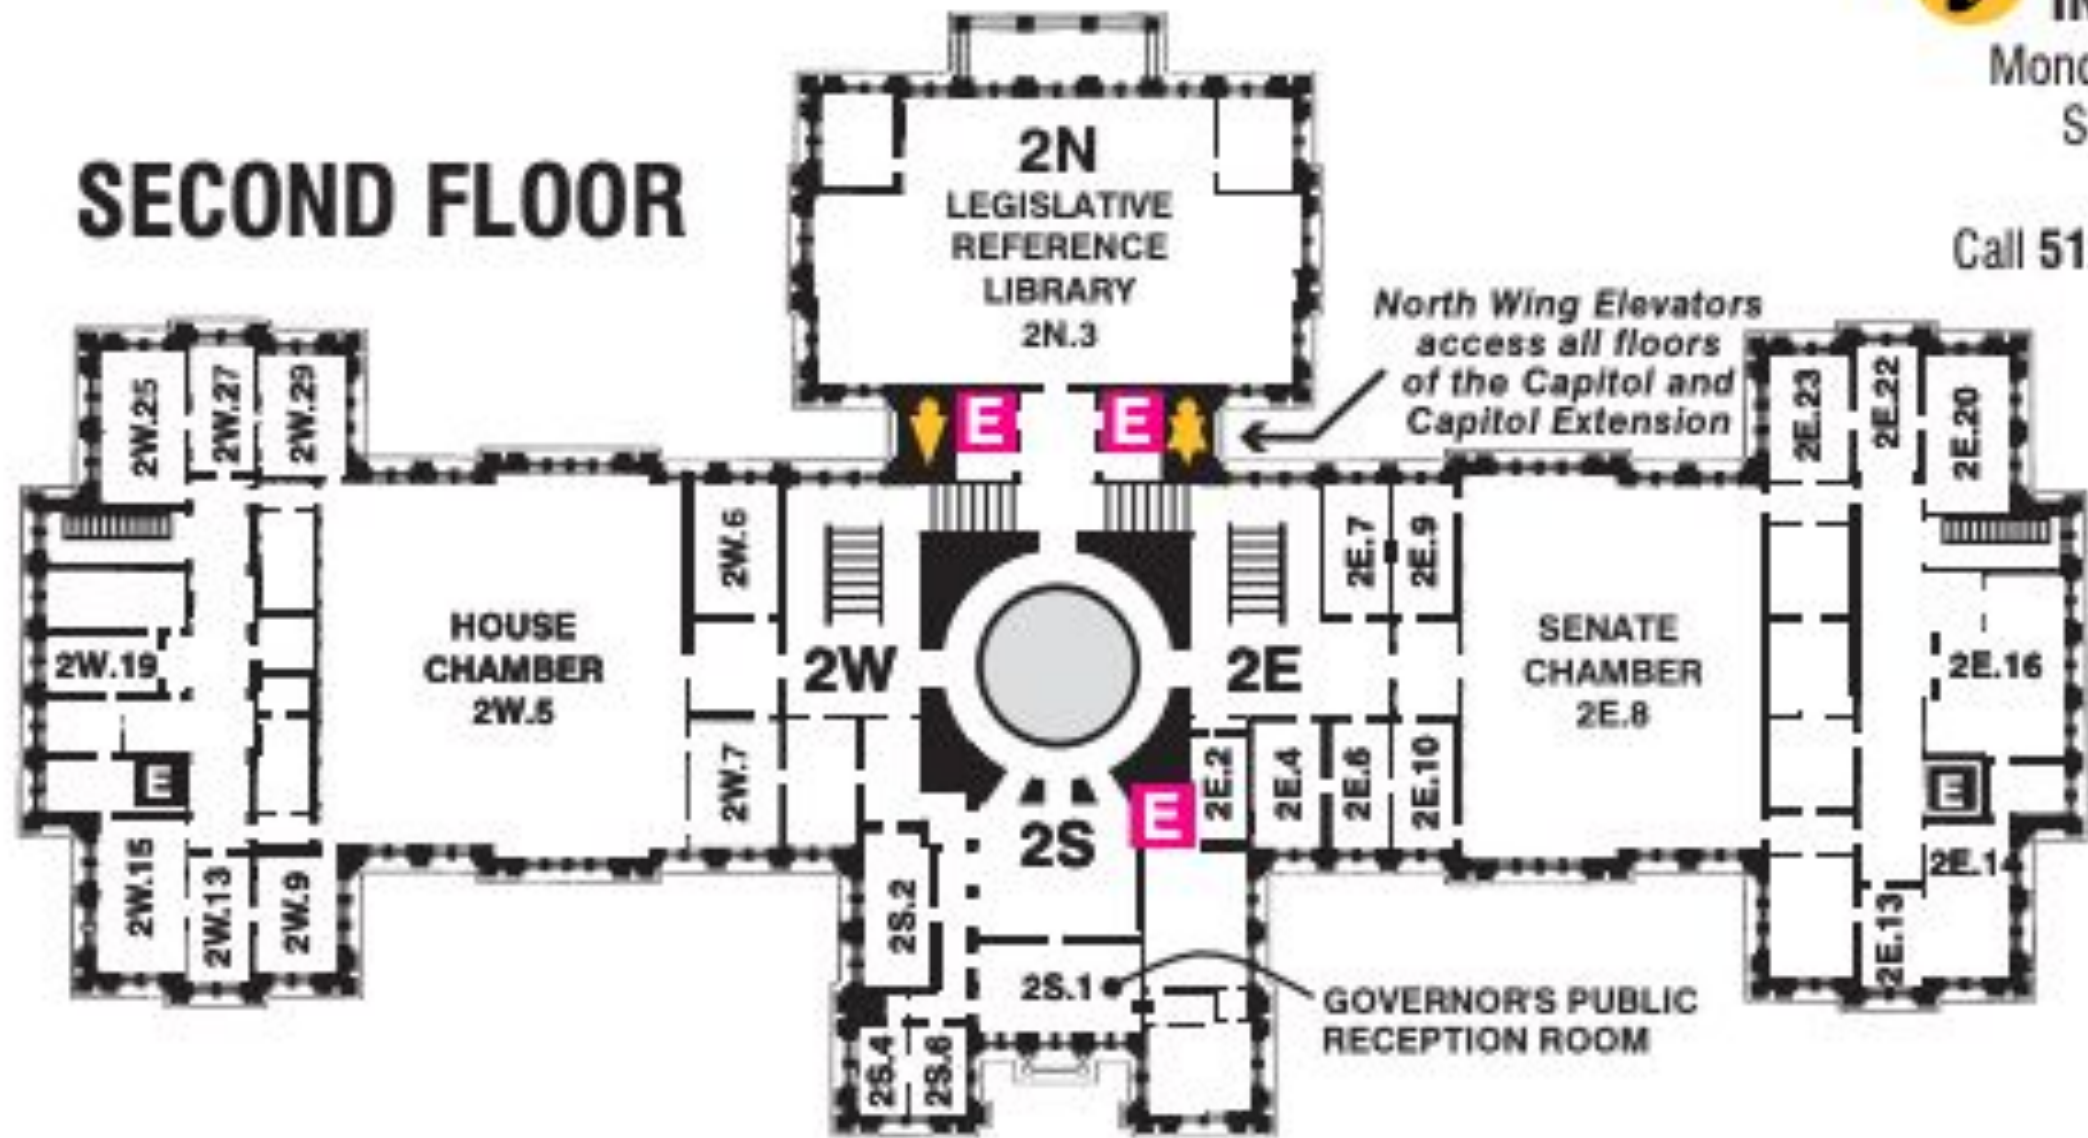 IN
Mond
S
Call 51
SECOND FLOOR
2N
LEGISLATIVE
REFERENCE
LIBRARY
2N.3
North Wing Elevators
access all floors
of the Capitol and
Capitol Extension
E
E
2W.25
2W.27
2W.29
2E.23
2E.22
2E.20
2W.6
2E.7
2E.9
HOUSE
CHAMBER
2W.5
2W
2E
SENATE
CHAMBER
2E.8
2W.19
2E.16
2W.7
2E.2
2E.4
2E.6
2E.10
E
2S
2W.15
2W.13
2W.9
2S.2
2E.14
2E.13
2S.1
GOVERNOR'S PUBLIC
RECEPTION ROOM
2S.4
2S.6